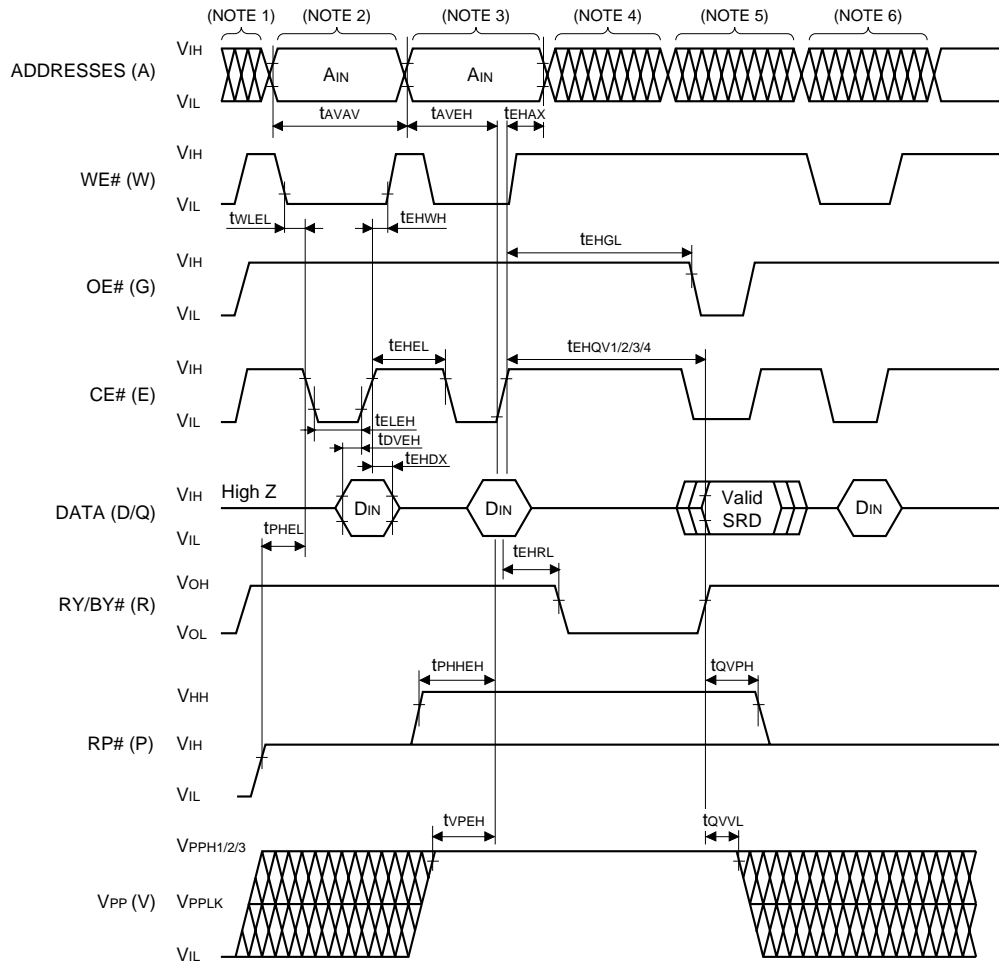 (NOTE 1) (NOTE 2) (NOTE 3) (NOTE 4) (NOTE 5) (NOTE 6)
VIH
ADDRESSES (A) AIN AIN
VIL
tAVAV tAVEH tEHAX
VIH
WE# (W)
VIL
tWLEL tEHWH
tEHGL
VIH
OE# (G)
VIL
tEHEL tEHQV1/2/3/4
VIH
CE# (E)
VIL
tELEH
tDVEH
tEHDX
VIH High Z
DATA (D/Q) DIN DIN Valid SRD DIN
VIL
tPHEL
tEHRL
VOH
RY/BY# (R)
VOL
tPHHEH tQVPH
VHH
RP# (P) VIH
VIL
tVPEH tQVVL
VPPH1/2/3
VPP (V) VPPLK
VIL